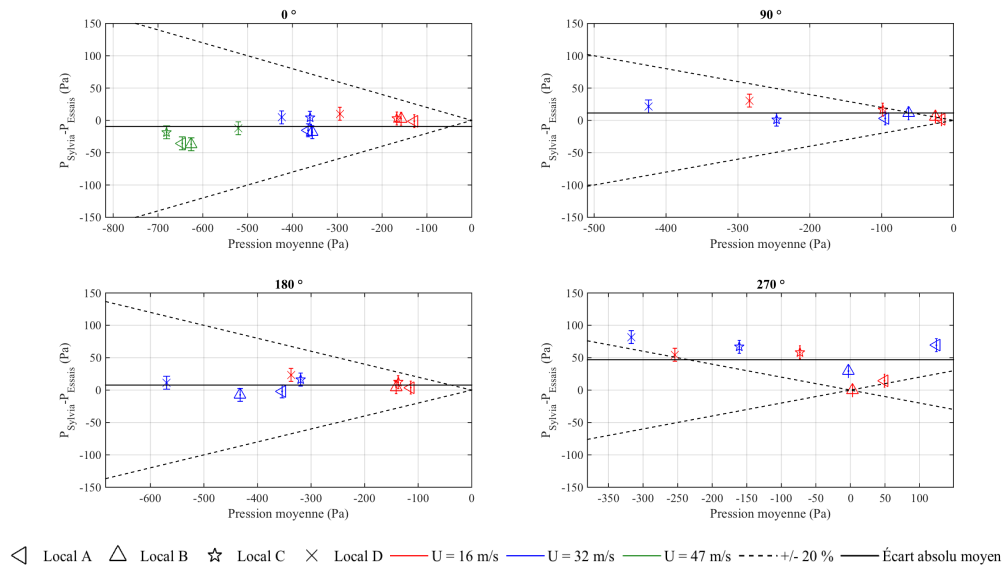 0 °
150
100
50
0
-50
-100
-150
P_Sylvia-P_Essais (Pa)
-800 -700 -600 -500 -400 -300 -200 -100 0
Pression moyenne (Pa)
90 °
150
100
50
0
-50
-100
-150
P_Sylvia-P_Essais (Pa)
-500 -400 -300 -200 -100 0
Pression moyenne (Pa)
180 °
150
100
50
0
-50
-100
-150
P_Sylvia-P_Essais (Pa)
-600 -500 -400 -300 -200 -100 0
Pression moyenne (Pa)
270 °
150
100
50
0
-50
-100
-150
P_Sylvia-P_Essais (Pa)
-350 -300 -250 -200 -150 -100 -50 0 50 100
Pression moyenne (Pa)
Local A Local B Local C Local D U = 16 m/s U = 32 m/s U = 47 m/s +/- 20 % Écart absolu moyen